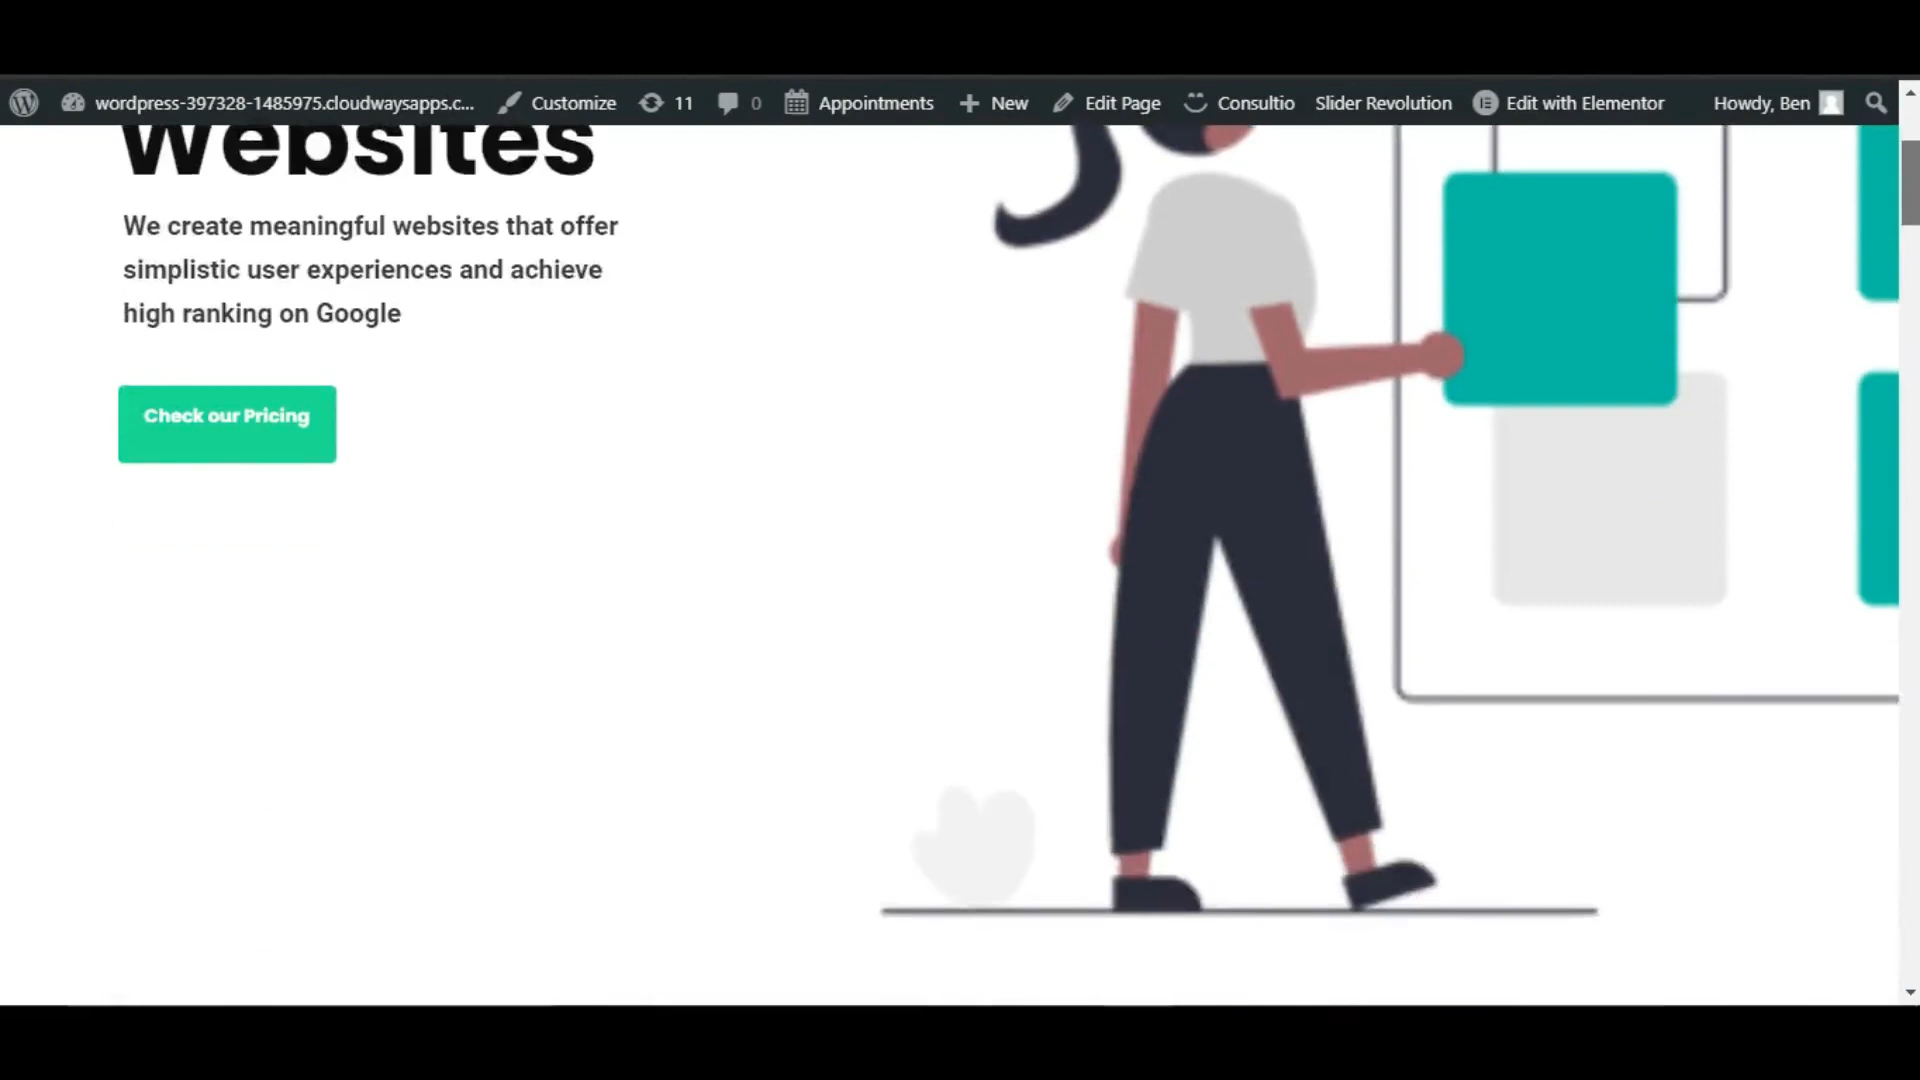 wordpress-397328-1485975.cloudwaysapps.c... Customize 11 0 Appointments New Edit Page Consultio Slider Revolution Edit with Elementor Howdy, Ben
Websites
We create meaningful websites that offer
simplistic user experiences and achieve
high ranking on Google
Check our Pricing